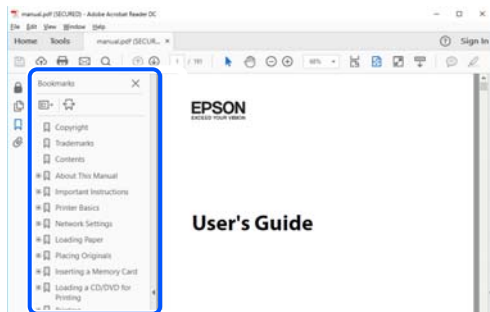 manual.pdf (SECURED) - Adobe Acrobat Reader DC
File Edit View Window Help
Home Tools manual.pdf (SECUR... ×
Sign In
Bookmarks
EPSON
EXCEED YOUR VISION
Copyright
Trademarks
Contents
About This Manual
Important Instructions
Printer Basics
Network Settings
User's Guide
Loading Paper
Placing Originals
Inserting a Memory Card
Loading a CD/DVD for
Printing